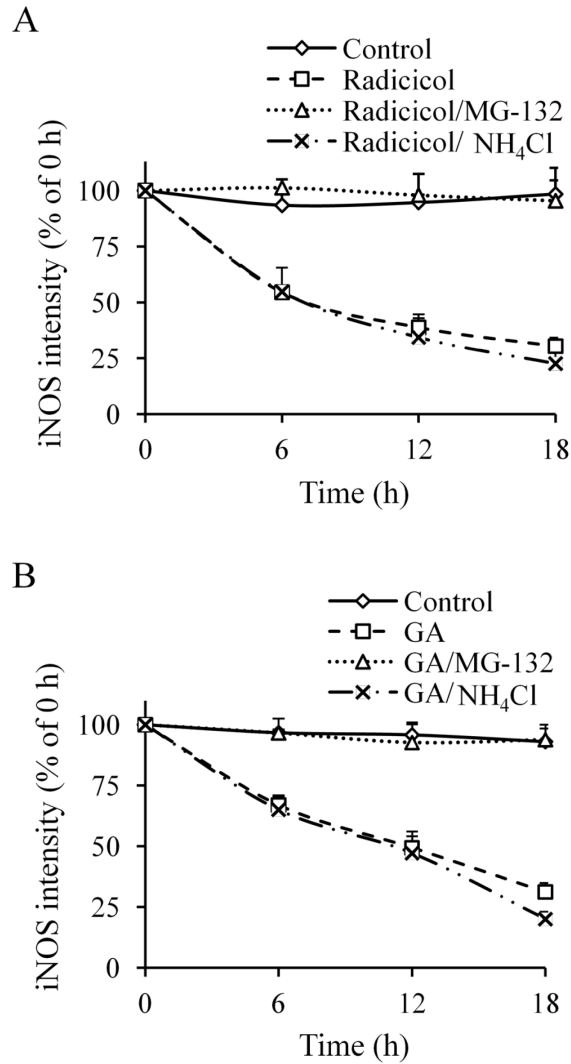 A
Control
Radicicol
Radicicol/MG-132
Radicicol/ NH₄Cl
iNOS intensity (% of 0 h)
100
75
50
25
0
0 6 12 18
Time (h)
B
Control
GA
GA/MG-132
GA/NH₄Cl
iNOS intensity (% of 0 h)
100
75
50
25
0
0 6 12 18
Time (h)